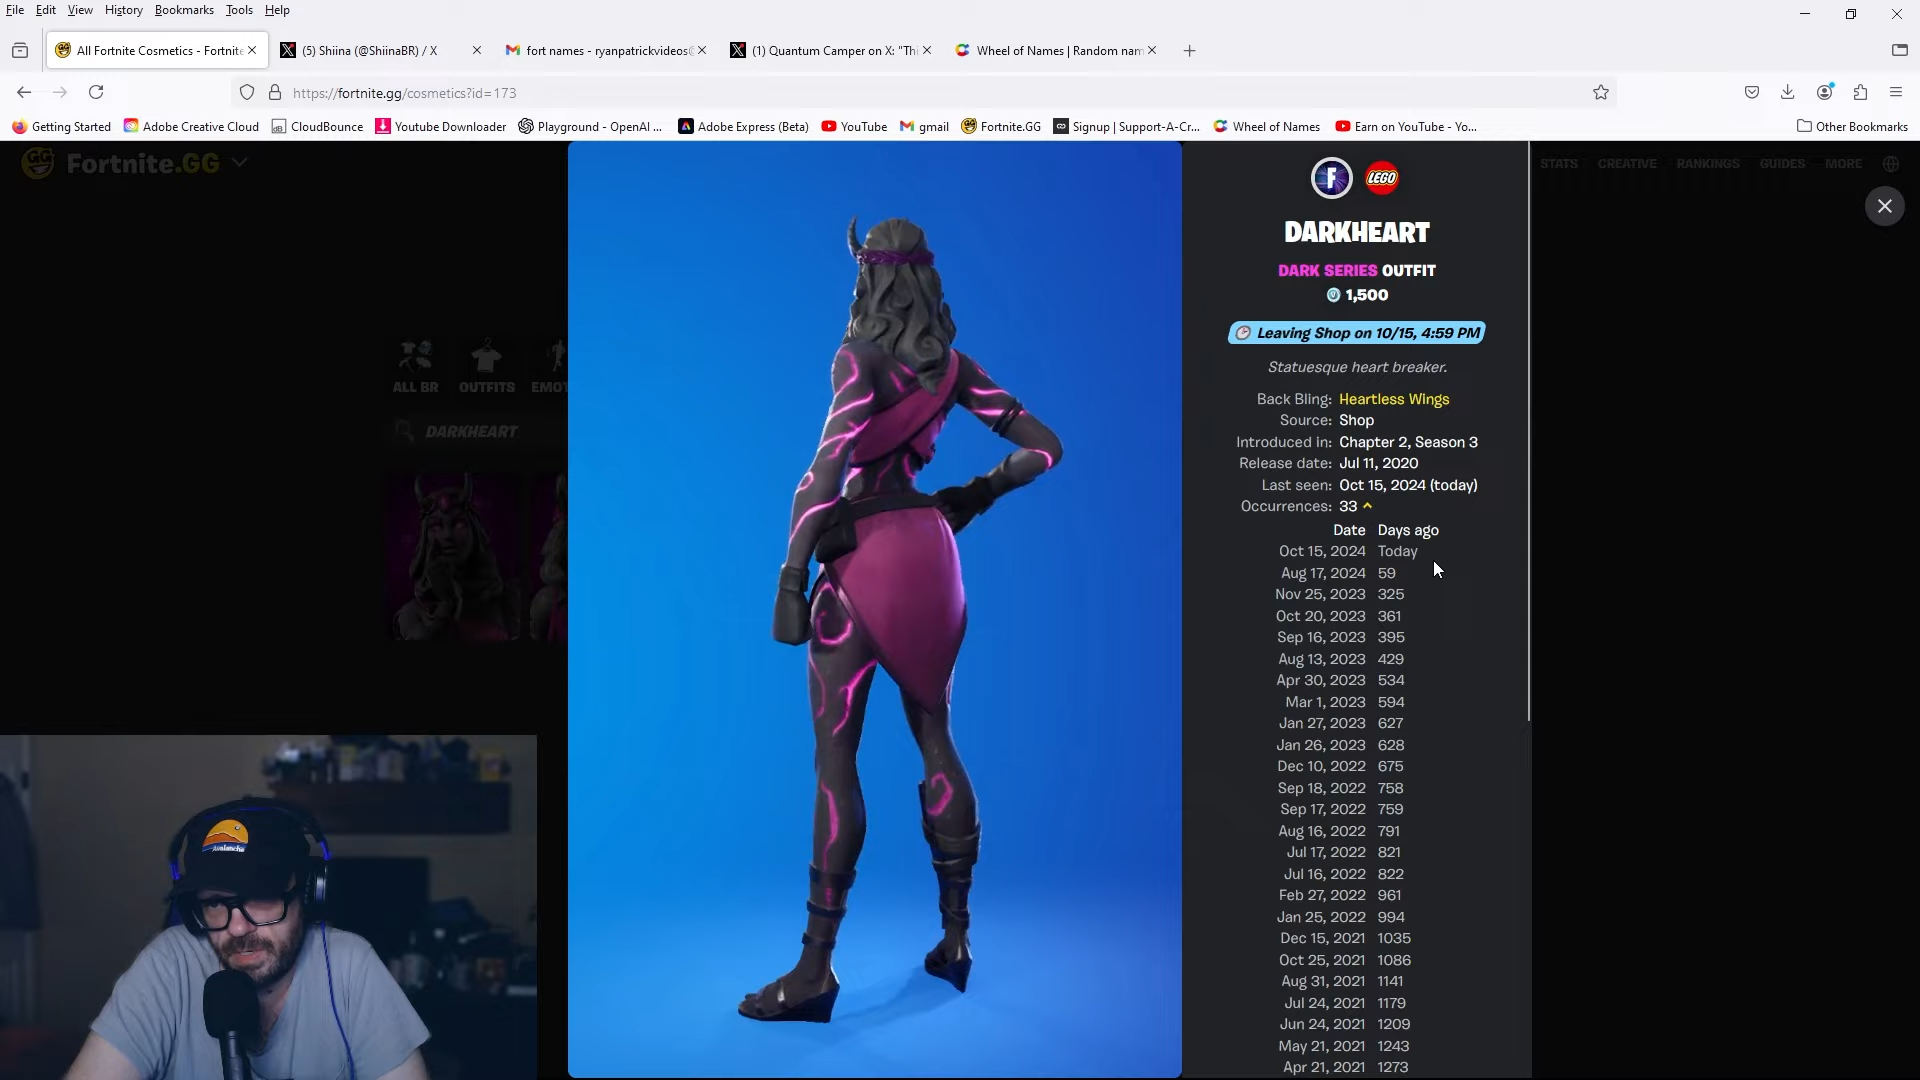 File Edit View History Bookmarks Tools Help
All Fortnite Cosmetics - Fortnite
(5) Shiina (@ShiinaBR) / X
fort names - ryanpatrickvideos@
(1) Quantum Camper on X: "Thi
Wheel of Names | Random nam
https://fortnite.gg/cosmetics?id=173
Getting Started Adobe Creative Cloud CloudBounce Youtube Downloader Playground - OpenAI ... Adobe Express (Beta) YouTube gmail Fortnite.GG Signup | Support-A-Cr... Wheel of Names Earn on YouTube - Yo... Other Bookmarks
Fortnite.GG
STATS CREATIVE RANKINGS GUIDES MORE
F LEGO
DARKHEART
DARK SERIES OUTFIT
1,500
Leaving Shop on 10/15, 4:59 PM
Statuesque heart breaker.
Back Bling: Heartless Wings
Source: Shop
Introduced in: Chapter 2, Season 3
Release date: Jul 11, 2020
Last seen: Oct 15, 2024 (today)
Occurrences: 33
Date Days ago
Oct 15, 2024 Today
Aug 17, 2024 59
Nov 25, 2023 325
Oct 20, 2023 361
Sep 16, 2023 395
Aug 13, 2023 429
Apr 30, 2023 534
Mar 1, 2023 594
Jan 27, 2023 627
Jan 26, 2023 628
Dec 10, 2022 675
Sep 18, 2022 758
Sep 17, 2022 759
Aug 16, 2022 791
Jul 17, 2022 821
Jul 16, 2022 822
Feb 27, 2022 961
Jan 25, 2022 994
Dec 15, 2021 1035
Oct 25, 2021 1086
Aug 31, 2021 1141
Jul 24, 2021 1179
Jun 24, 2021 1209
May 21, 2021 1243
Apr 21, 2021 1273
ALL BR OUTFITS EMOT
DARKHEART
Avalanche